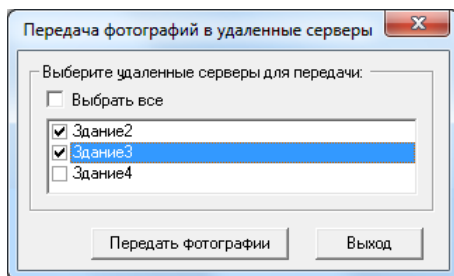 Передача фотографий в удаленные серверы
Выберите удаленные серверы для передачи:
Выбрать все
Здание2
Здание3
Здание4
Передать фотографии
Выход